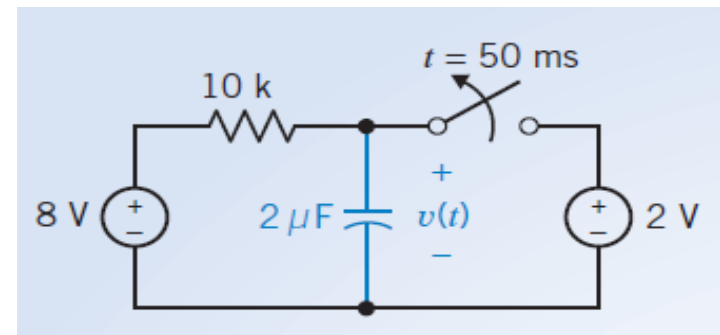 t = 50 ms
10 k
+
8 V
+
−
2 μF
v(t)
+
−
2 V
−